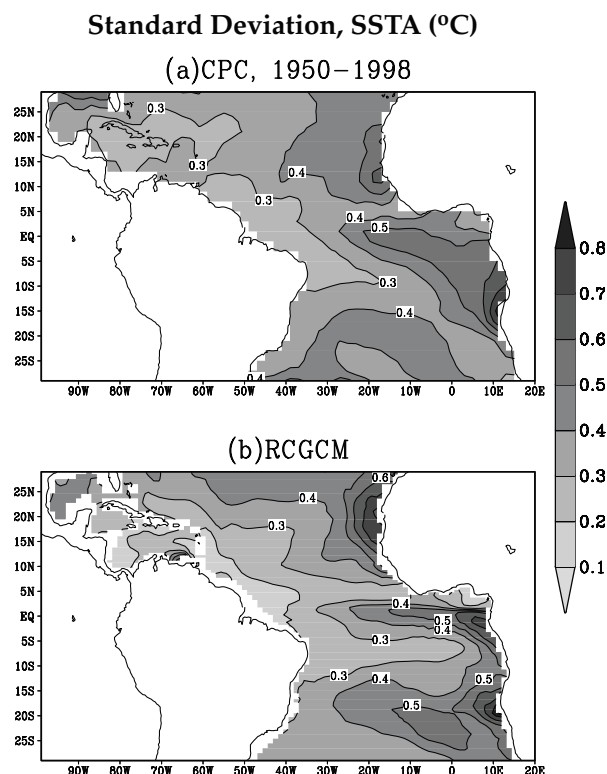 Standard Deviation, SSTA (ºC)
(a)CPC, 1950−1998
25N
20N
15N
10N
5N
EQ
5S
10S
15S
20S
25S
0.3
0.3
0.3
0.4
0.4
0.5
0.3
0.4
0.4
90W 80W 70W 60W 50W 40W 30W 20W 10W 0 10E 20E
0.8
0.7
0.6
0.5
0.4
0.3
0.2
0.1
(b)RCGCM
25N
20N
15N
10N
5N
EQ
5S
10S
15S
20S
25S
0.6
0.4
0.3
0.4
0.5
0.4
0.3
0.3
0.4
0.5
0.5
90W 80W 70W 60W 50W 40W 30W 20W 10W 0 10E 20E